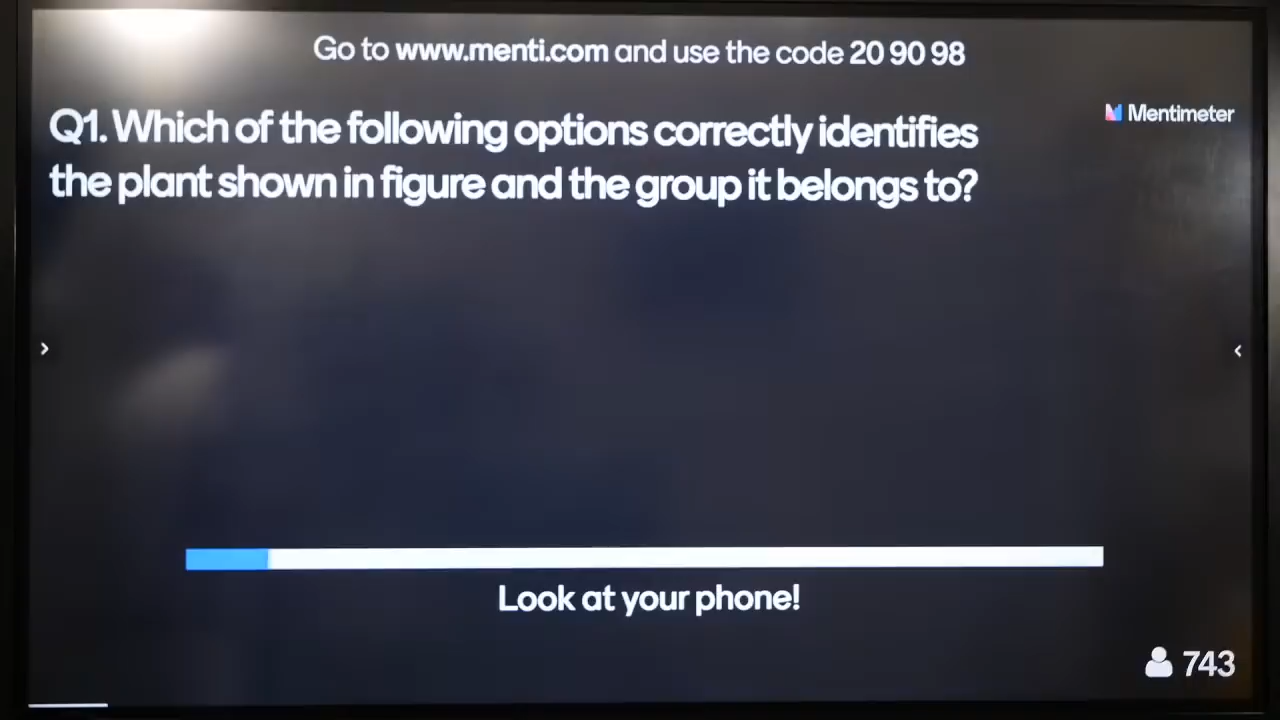 Go to www.menti.com and use the code 20 90 98
Mentimeter
Q1. Which of the following options correctly identifies
the plant shown in figure and the group it belongs to?
Look at your phone!
743